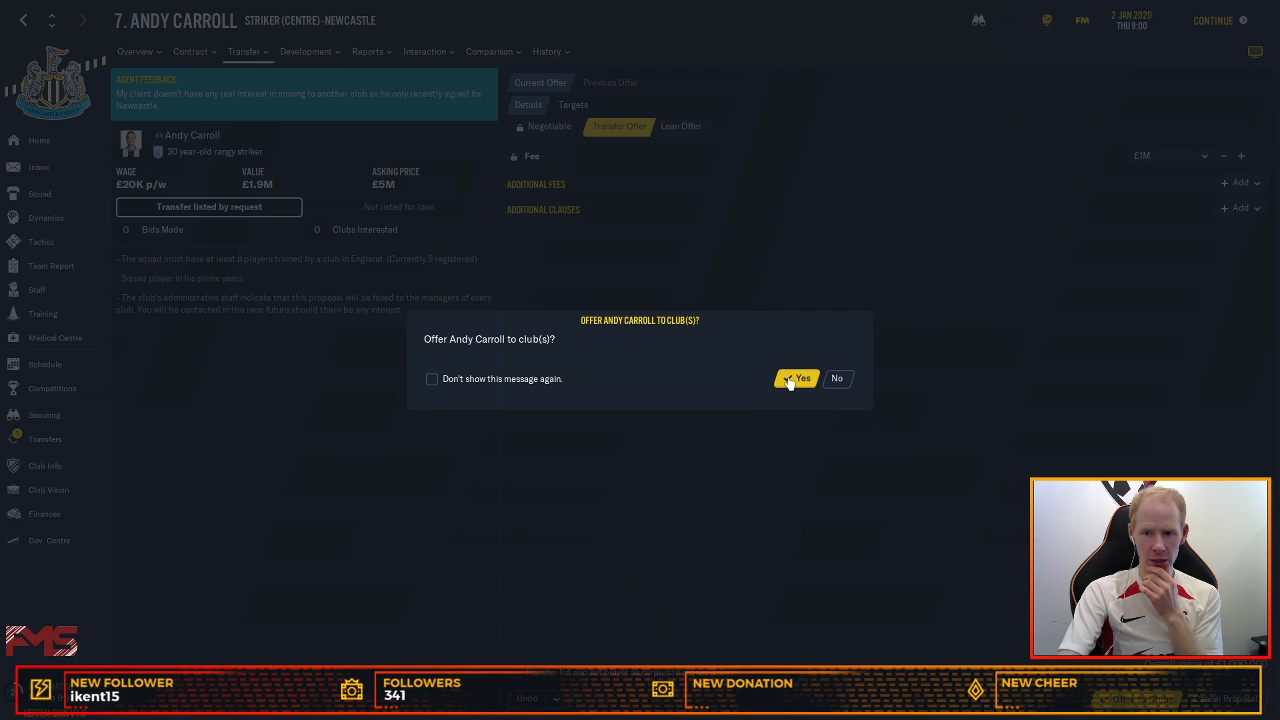 7. ANDY CARROLL STRIKER (CENTRE) - NEWCASTLE
FM
2 JAN 2020
THU 9:00
CONTINUE
Overview Contract Transfer Development Reports Interaction Comparison History
AGENT FEEDBACK
My client doesn't have any real interest in moving to another club as he only recently signed for
Newcastle.
Andy Carroll
30 year-old rangy striker
WAGE VALUE ASKING PRICE
£20K p/w £1.9M £5M
Transfer listed by request Not listed for loan
0 Bids Made 0 Clubs Interested
- The squad must have at least 8 players trained by a club in England. (Currently 9 registered)
- Squad player in his prime years
- The club's administrative staff indicate that this proposal will be faxed to the managers of every
club. You will be contacted in the near future should there be any interest.
Current Offer Previous Offer
Details Targets
Negotiable Transfer Offer Loan Offer
Fee £1M - +
ADDITIONAL FEES + Add
ADDITIONAL CLAUSES + Add
Home
Inbox
Squad
Dynamics
Tactics
Team Report
Staff
Training
Medical Centre
Schedule
Competitions
Scouting
1
Transfers
Club Info
Club Vision
Finances
Dev. Centre
OFFER ANDY CARROLL TO CLUB(S)?
Offer Andy Carroll to club(s)?
Don't show this message again.
Yes No
FMS
NEW FOLLOWER
ikent15
FOLLOWERS
341
NEW DONATION
NEW CHEER
Undo
Cancel Proposal